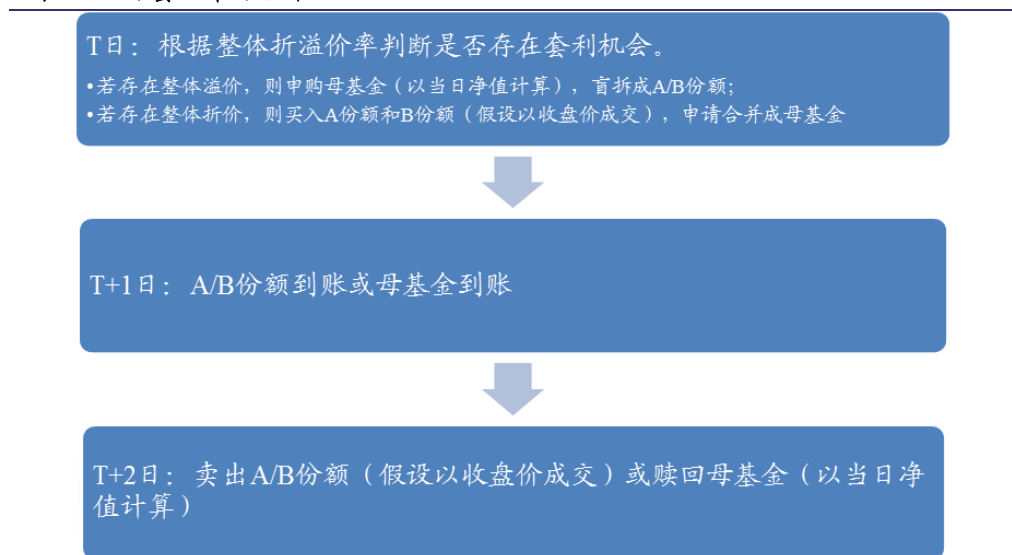 T日：根据整体折溢价率判断是否存在套利机会。
•若存在整体溢价，则申购母基金（以当日净值计算），盲拆成A/B份额；
•若存在整体折价，则买入A份额和B份额（假设以收盘价成交），申请合并成母基金
T+1日：A/B份额到账或母基金到账
T+2日：卖出A/B份额（假设以收盘价成交）或赎回母基金（以当日净
值计算）